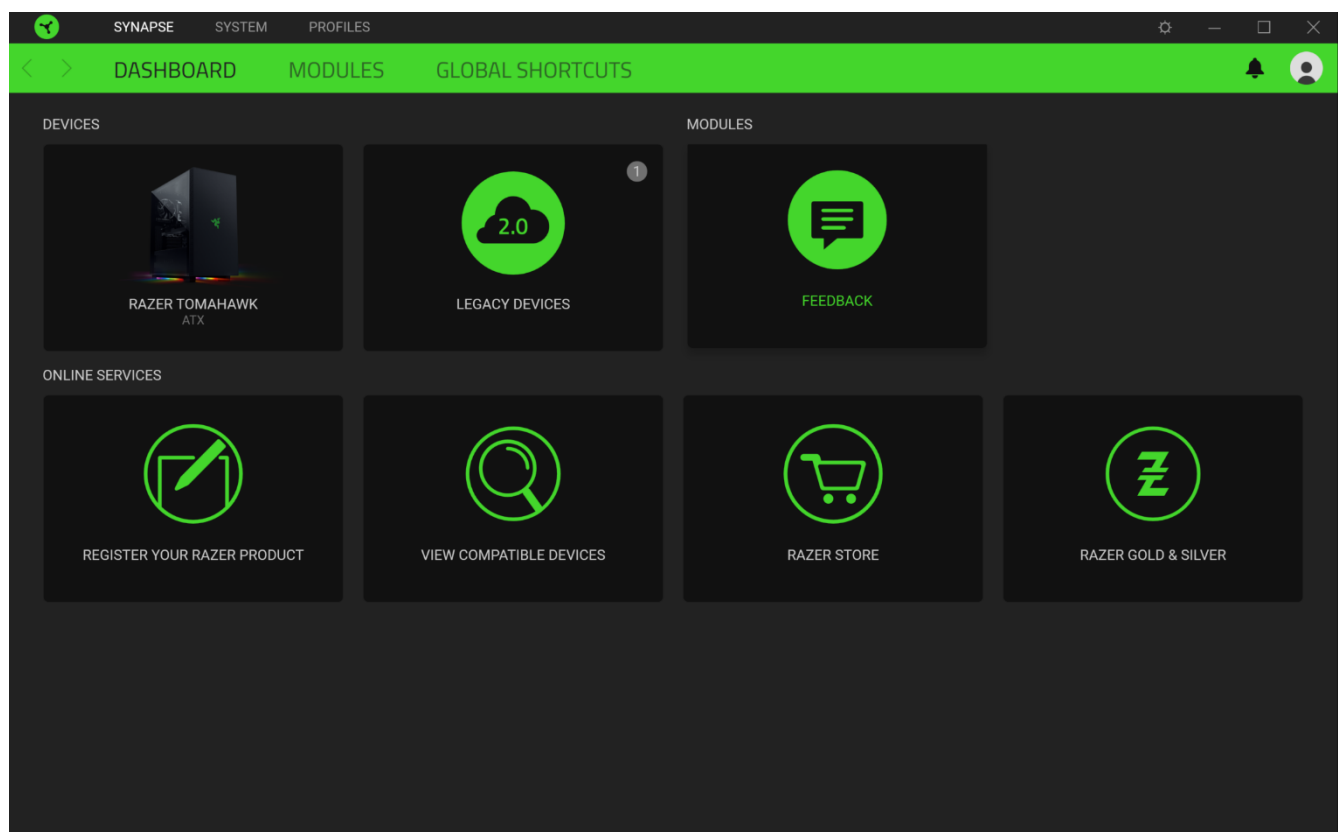 SYNAPSE SYSTEM PROFILES
DASHBOARD MODULES GLOBAL SHORTCUTS
DEVICES
RAZER TOMAHAWK
ATX
1
2.0
LEGACY DEVICES
MODULES
FEEDBACK
ONLINE SERVICES
REGISTER YOUR RAZER PRODUCT
VIEW COMPATIBLE DEVICES
RAZER STORE
RAZER GOLD & SILVER